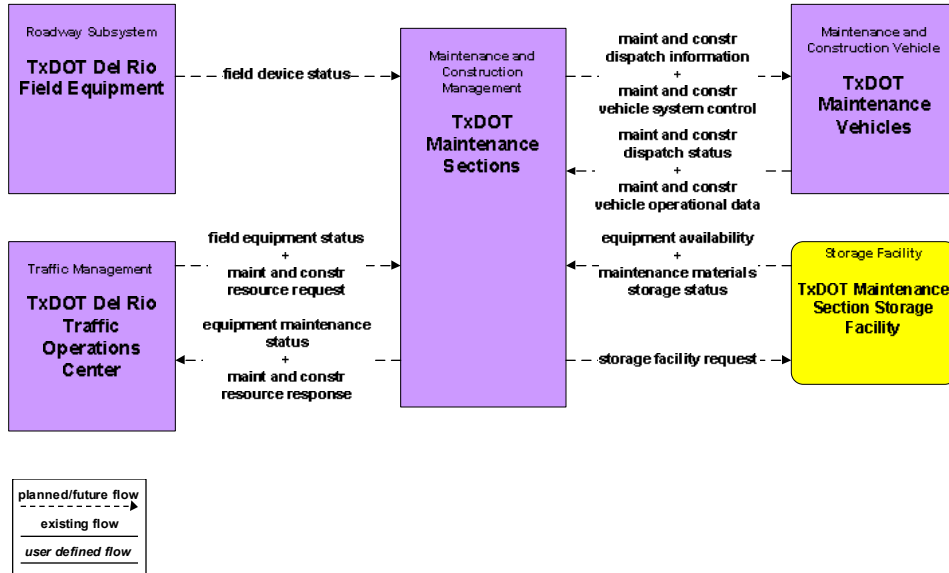 Roadway Subsystem
TxDOT Del Rio
Field Equipment
field device status
Maintenance and
Construction
Management
TxDOT
Maintenance
Sections
maint and constr
dispatch information
+
maint and constr
vehicle system control
maint and constr
dispatch status
+
maint and constr
vehicle operational data
Maintenance and
Construction Vehicle
TxDOT
Maintenance
Vehicles
Traffic Management
TxDOT Del Rio
Traffic
Operations
Center
field equipment status
+
maint and constr
resource request
equipment maintenance
status
+
maint and constr
resource response
equipment availability
+
maintenance materials
storage status
storage facility request
Storage Facility
TxDOT Maintenance
Section Storage
Facility
planned/future flow
existing flow
user defined flow